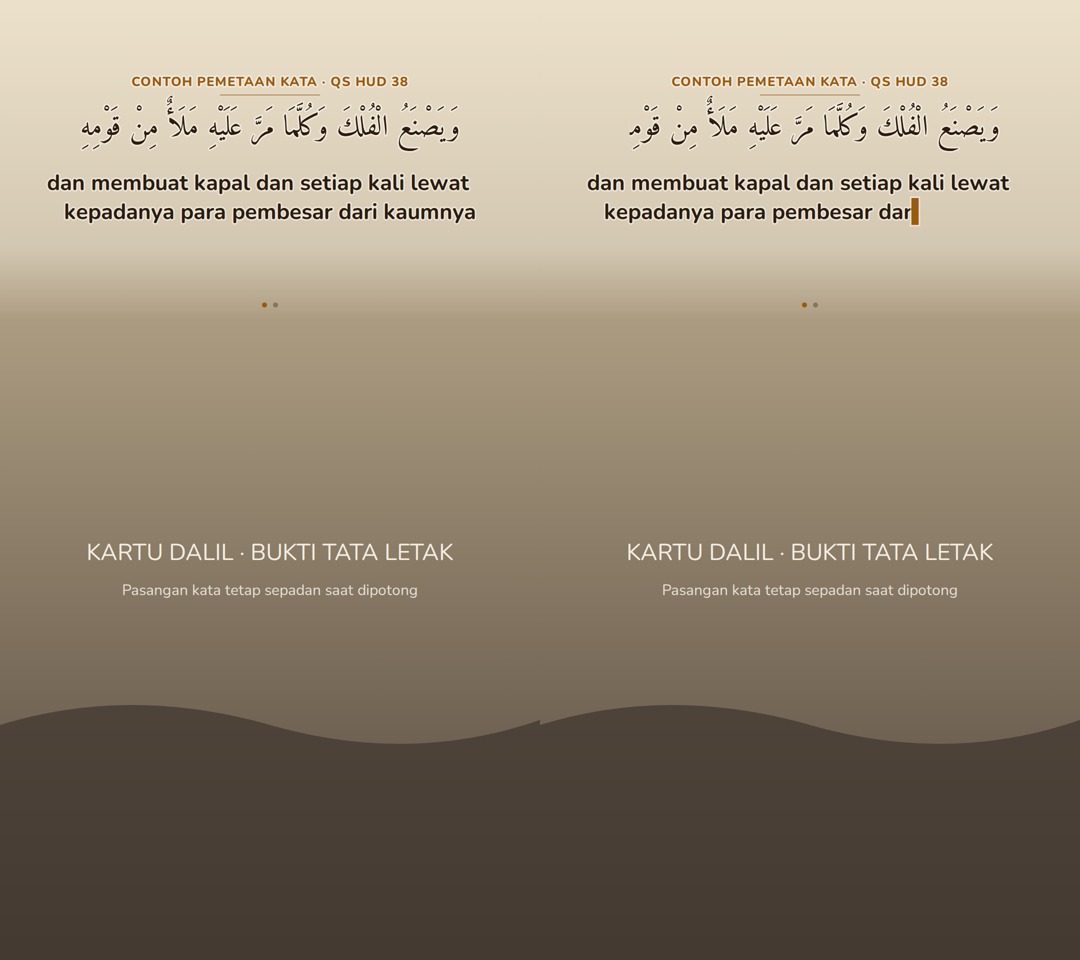 CONTOH PEMETAAN KATA · QS HUD 38
وَيَصْنَعُ الْفُلْكَ وَكُلَّمَا مَرَّ عَلَيْهِ مَلَأٌ مِنْ قَوْمِهِ
dan membuat kapal dan setiap kali lewat
kepadanya para pembesar dari kaumnya
KARTU DALIL · BUKTI TATA LETAK
Pasangan kata tetap sepadan saat dipotong
CONTOH PEMETAAN KATA · QS HUD 38
وَيَصْنَعُ الْفُلْكَ وَكُلَّمَا مَرَّ عَلَيْهِ مَلَأٌ مِنْ قَوْمِ
dan membuat kapal dan setiap kali lewat
kepadanya para pembesar dar
KARTU DALIL · BUKTI TATA LETAK
Pasangan kata tetap sepadan saat dipotong